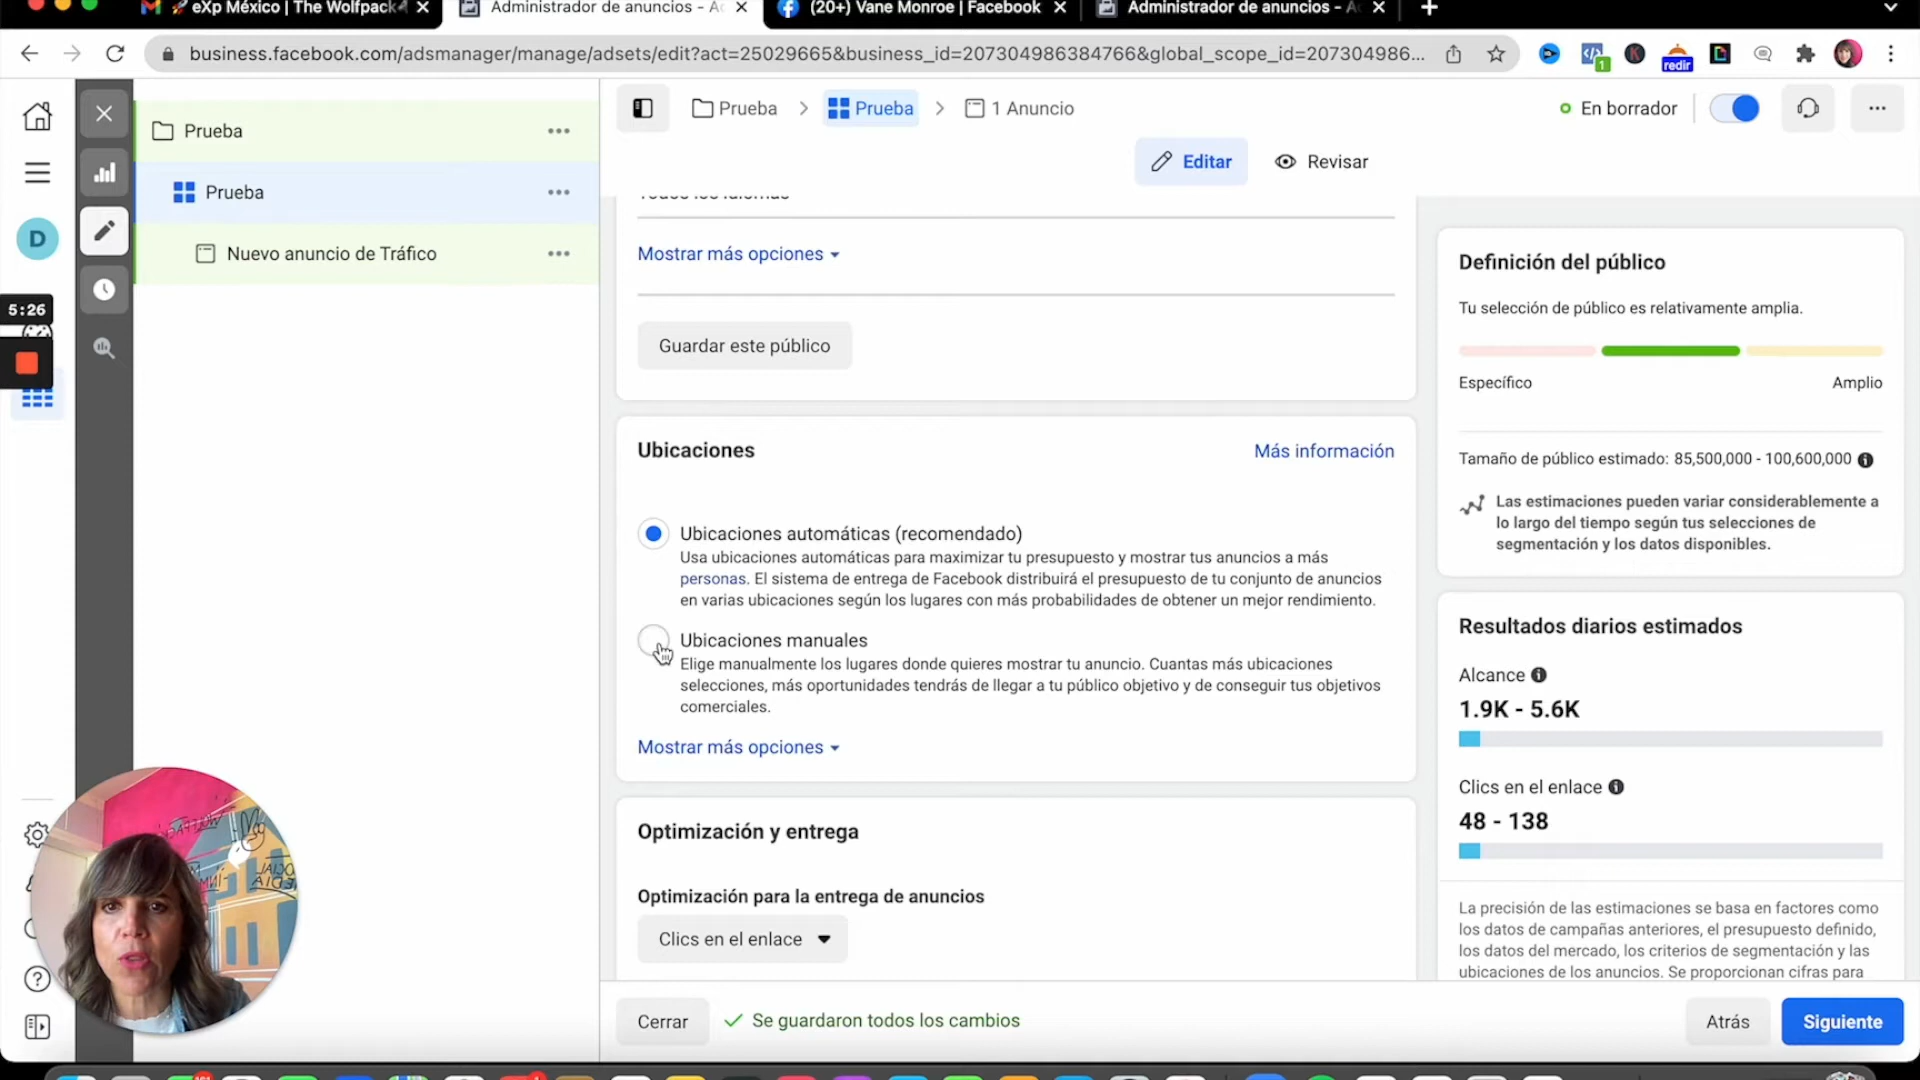 eXp México | The Wolfpack
Administrador de anuncios - A
(20+) Vane Monroe | Facebook
Administrador de anuncios - A
business.facebook.com/adsmanager/manage/adsets/edit?act=25029665&business_id=207304986384766&global_scope_id=207304986...
1
redir
Prueba
Prueba
Nuevo anuncio de Tráfico
D
5:26
Prueba
Prueba
1 Anuncio
En borrador
Editar
Revisar
Todos los idiomas
Mostrar más opciones
Guardar este público
Ubicaciones
Más información
Ubicaciones automáticas (recomendado)
Usa ubicaciones automáticas para maximizar tu presupuesto y mostrar tus anuncios a más
personas. El sistema de entrega de Facebook distribuirá el presupuesto de tu conjunto de anuncios
en varias ubicaciones según los lugares con más probabilidades de obtener un mejor rendimiento.
Ubicaciones manuales
Elige manualmente los lugares donde quieres mostrar tu anuncio. Cuantas más ubicaciones
selecciones, más oportunidades tendrás de llegar a tu público objetivo y de conseguir tus objetivos
comerciales.
Mostrar más opciones
Optimización y entrega
Optimización para la entrega de anuncios
Clics en el enlace
Definición del público
Tu selección de público es relativamente amplia.
Específico
Amplio
Tamaño de público estimado: 85,500,000 - 100,600,000
Las estimaciones pueden variar considerablemente a
lo largo del tiempo según tus selecciones de
segmentación y los datos disponibles.
Resultados diarios estimados
Alcance
1.9K - 5.6K
Clics en el enlace
48 - 138
La precisión de las estimaciones se basa en factores como
los datos de campañas anteriores, el presupuesto definido,
los datos del mercado, los criterios de segmentación y las
ubicaciones de los anuncios. Se proporcionan cifras para
Cerrar
Se guardaron todos los cambios
Atrás
Siguiente